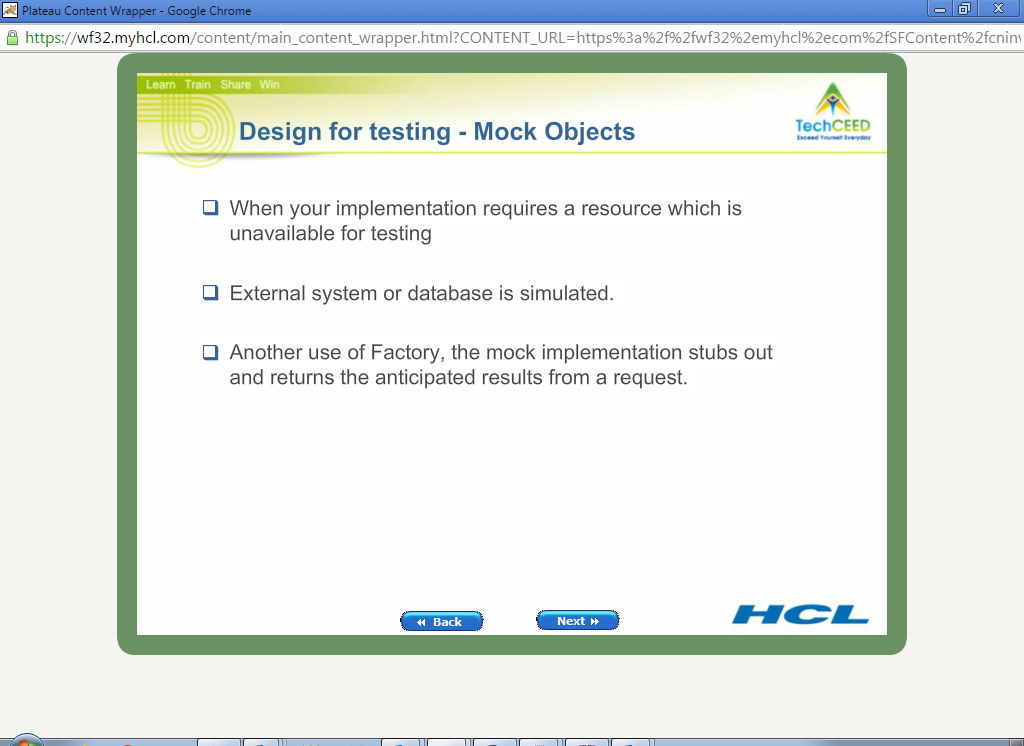 Plateau Content Wrapper - Google Chrome
https://wf32.myhcl.com/content/main_content_wrapper.html?CONTENT_URL=https%3a%2f%2fwf32%2emyhcl%2ecom%2fSFContent%2fcnin
Learn Train Share Win
TechCEED
Exceed Yourself Everyday
Design for testing - Mock Objects
When your implementation requires a resource which is
unavailable for testing
External system or database is simulated.
Another use of Factory, the mock implementation stubs out
and returns the anticipated results from a request.
Back Next
HCL